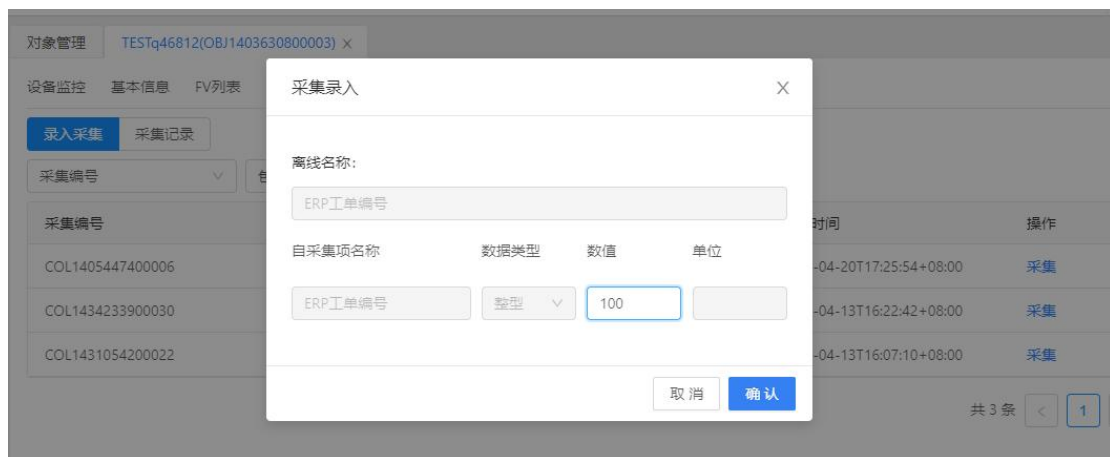 对象管理 TESTq46812(OBJ1403630800003) ×
设备监控 基本信息 FV列表
采集录入
录入采集 采集记录
离线名称:
采集编号
ERP工单编号
采集编号 时间 操作
自采集项名称 数据类型 数值 单位
COL1405447400006 -04-20T17:25:54+08:00 采集
ERP工单编号 整型 100
COL1434233900030 -04-13T16:22:42+08:00 采集
COL1431054200022 -04-13T16:07:10+08:00 采集
取消 确认
共 3 条 < 1